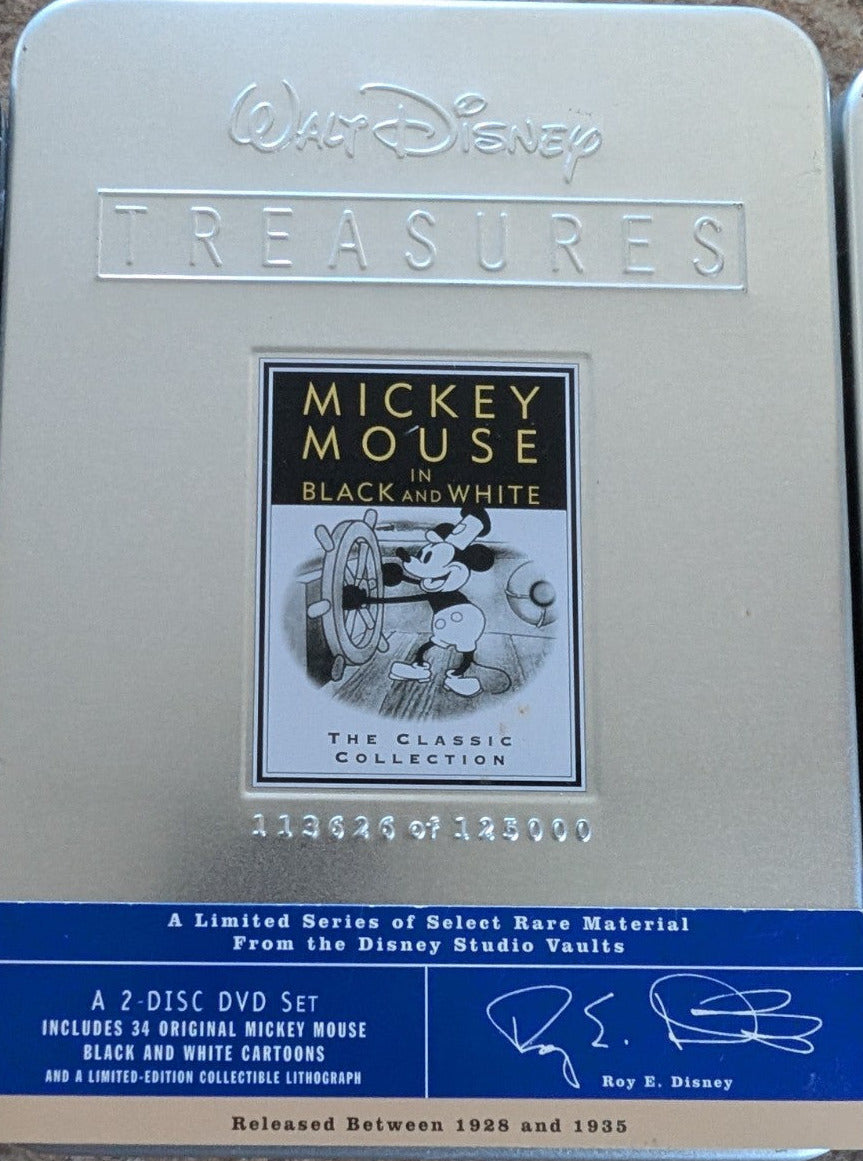 WALT DISNEY
TREASURES
MICKEY
MOUSE
IN
BLACK AND WHITE
THE CLASSIC
COLLECTION
113626 of 125000
A Limited Series of Select Rare Material
From the Disney Studio Vaults
A 2-DISC DVD SET
INCLUDES 34 ORIGINAL MICKEY MOUSE
BLACK AND WHITE CARTOONS
AND A LIMITED-EDITION COLLECTIBLE LITHOGRAPH
Roy E. Disney
Roy E. Disney
Released Between 1928 and 1935